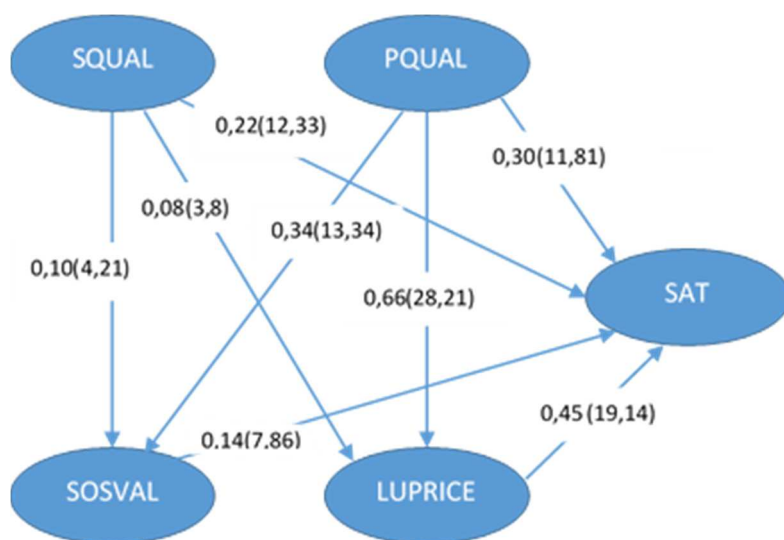 SQUAL
PQUAL
0,22(12,33)
0,30(11,81)
0,08(3,8)
0,34(13,34)
0,10(4,21)
0,66(28,21)
SAT
0,45(19,14)
0,14(7,86)
SOSVAL
LUPRICE